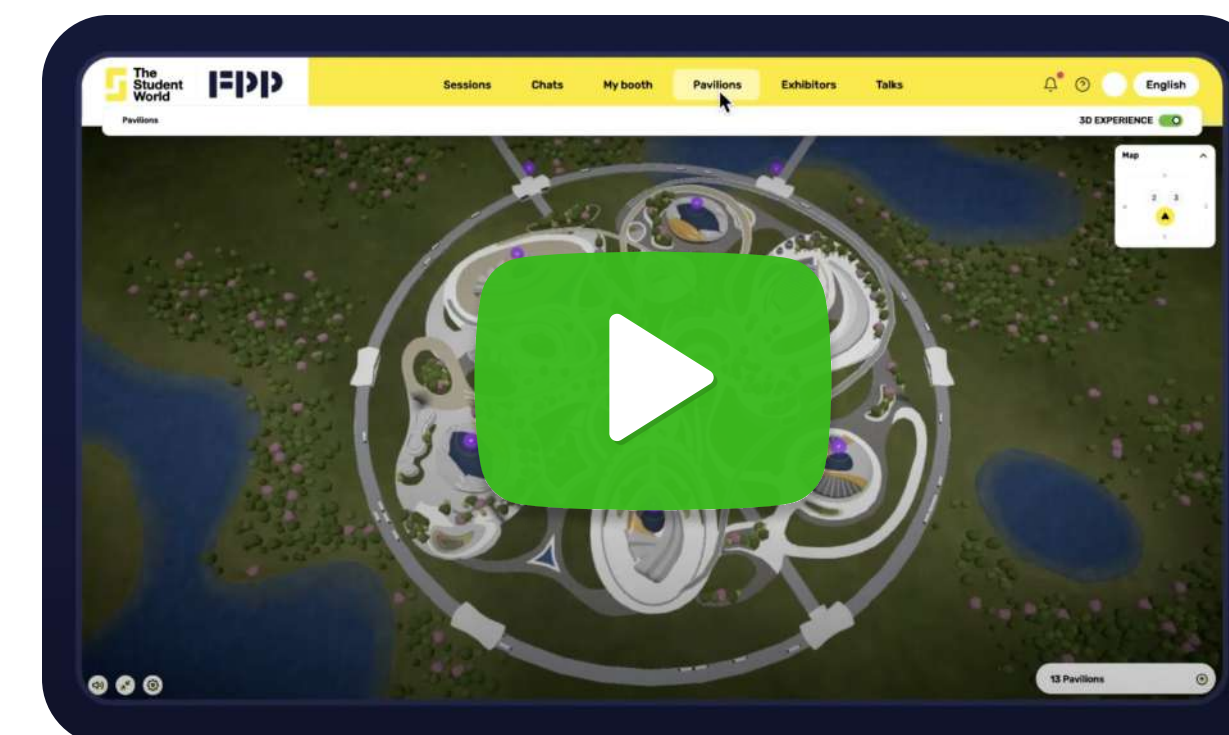 The
Student
World
FPP
Sessions
Chats
My booth
Pavilions
Exhibitors
Talks
English
Pavilions
3D EXPERIENCE
Map
2 3
13 Pavilions